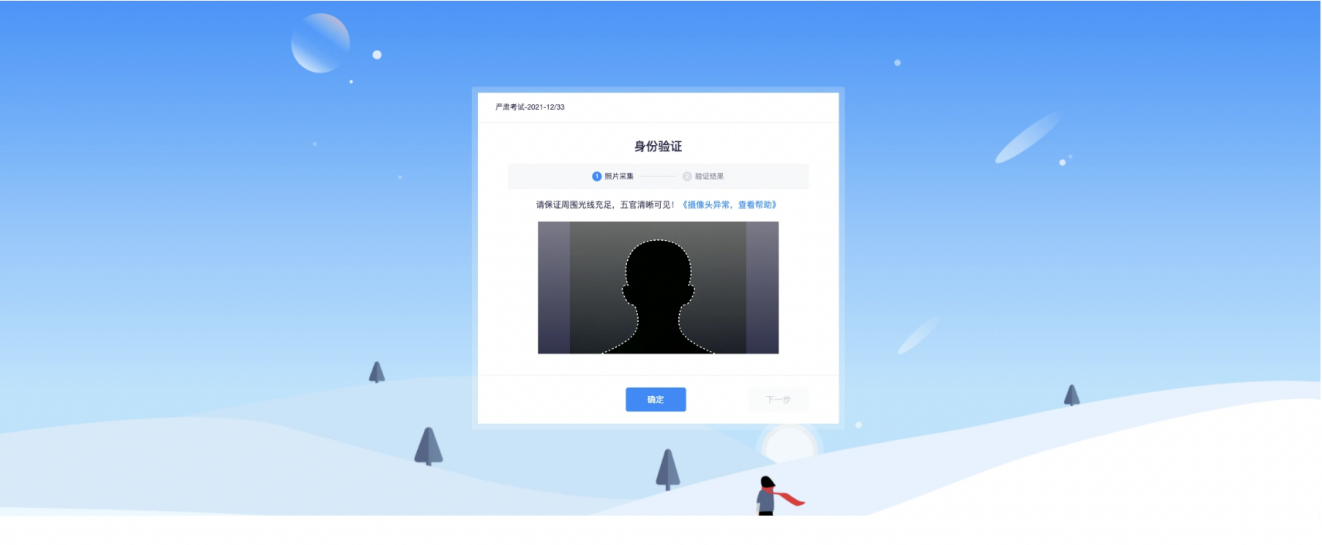 严肃考试-2021-12/33
身份验证
1 照片采集 2 验证结果
请保证周围光线充足，五官清晰可见！《摄像头异常，查看帮助》
确定 下一步